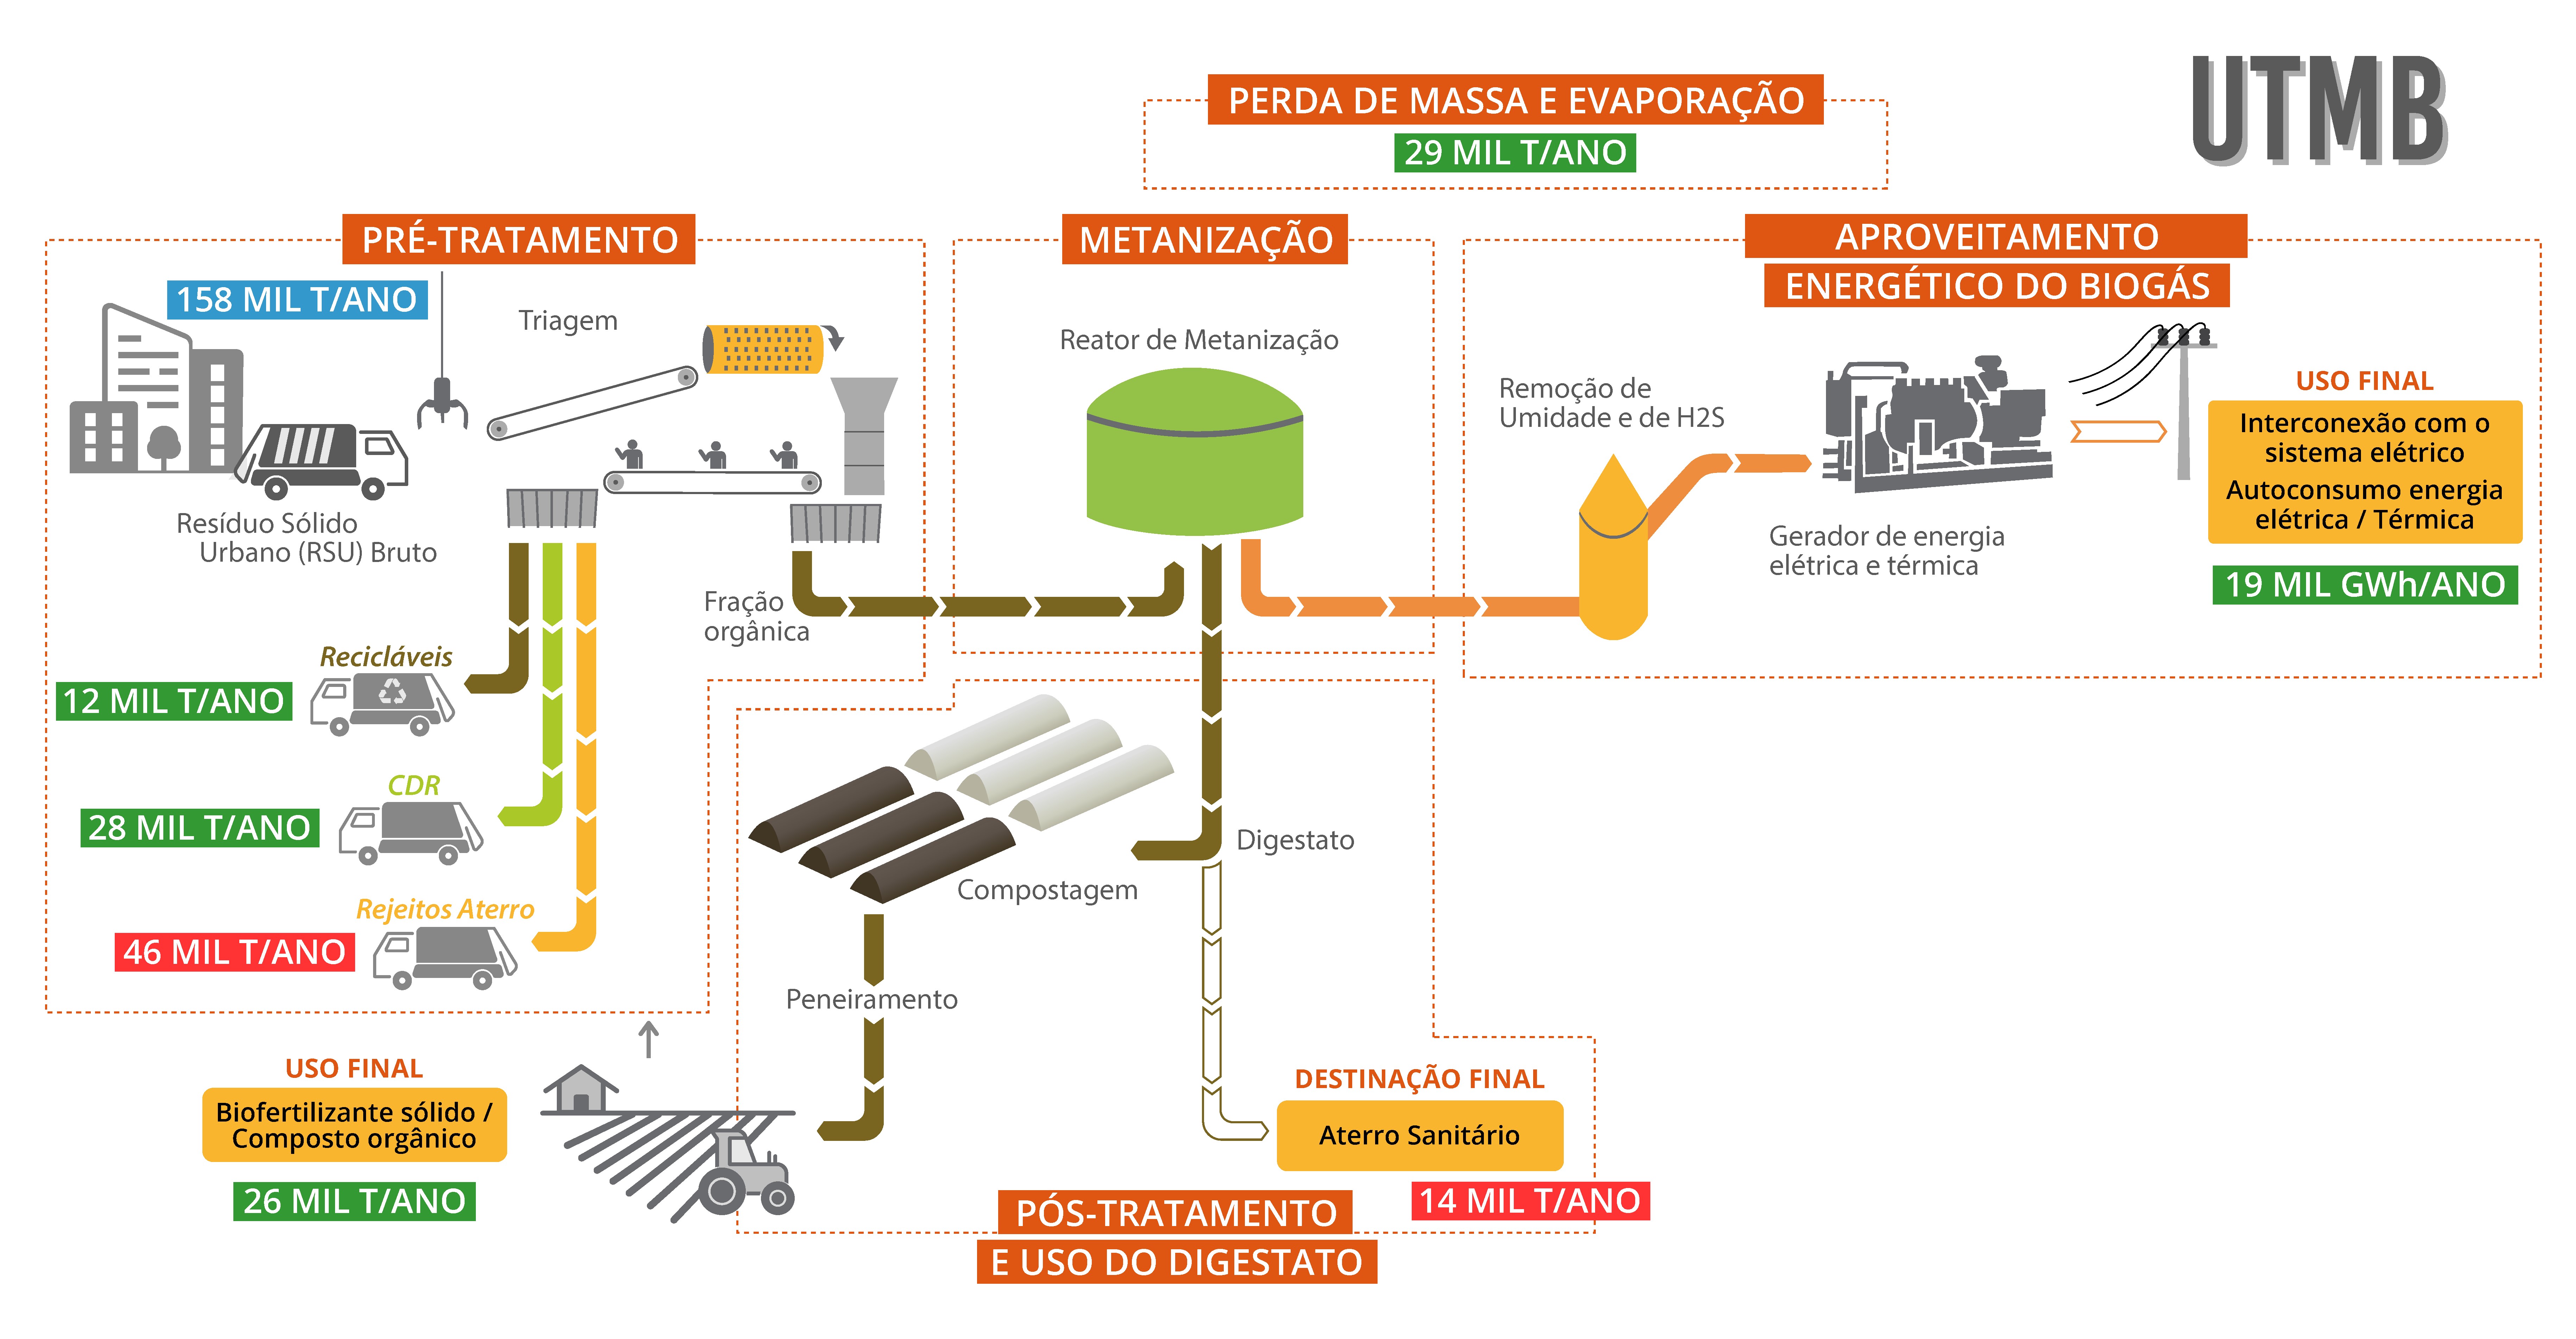 UTMB
PERDA DE MASSA E EVAPORAÇÃO
29 MIL T/ANO
PRÉ-TRATAMENTO
158 MIL T/ANO
Triagem
Resíduo Sólido
Urbano (RSU) Bruto
Fração
orgânica
Recicláveis
12 MIL T/ANO
CDR
28 MIL T/ANO
Rejeitos Aterro
46 MIL T/ANO
METANIZAÇÃO
Reator de Metanização
APROVEITAMENTO
ENERGÉTICO DO BIOGÁS
Remoção de
Umidade e de H2S
Gerador de energia
elétrica e térmica
USO FINAL
Interconexão com o
sistema elétrico
Autoconsumo energia
elétrica / Térmica
19 MIL GWh/ANO
Digestato
Compostagem
Peneiramento
USO FINAL
Biofertilizante sólido /
Composto orgânico
26 MIL T/ANO
DESTINAÇÃO FINAL
Aterro Sanitário
14 MIL T/ANO
PÓS-TRATAMENTO
E USO DO DIGESTATO